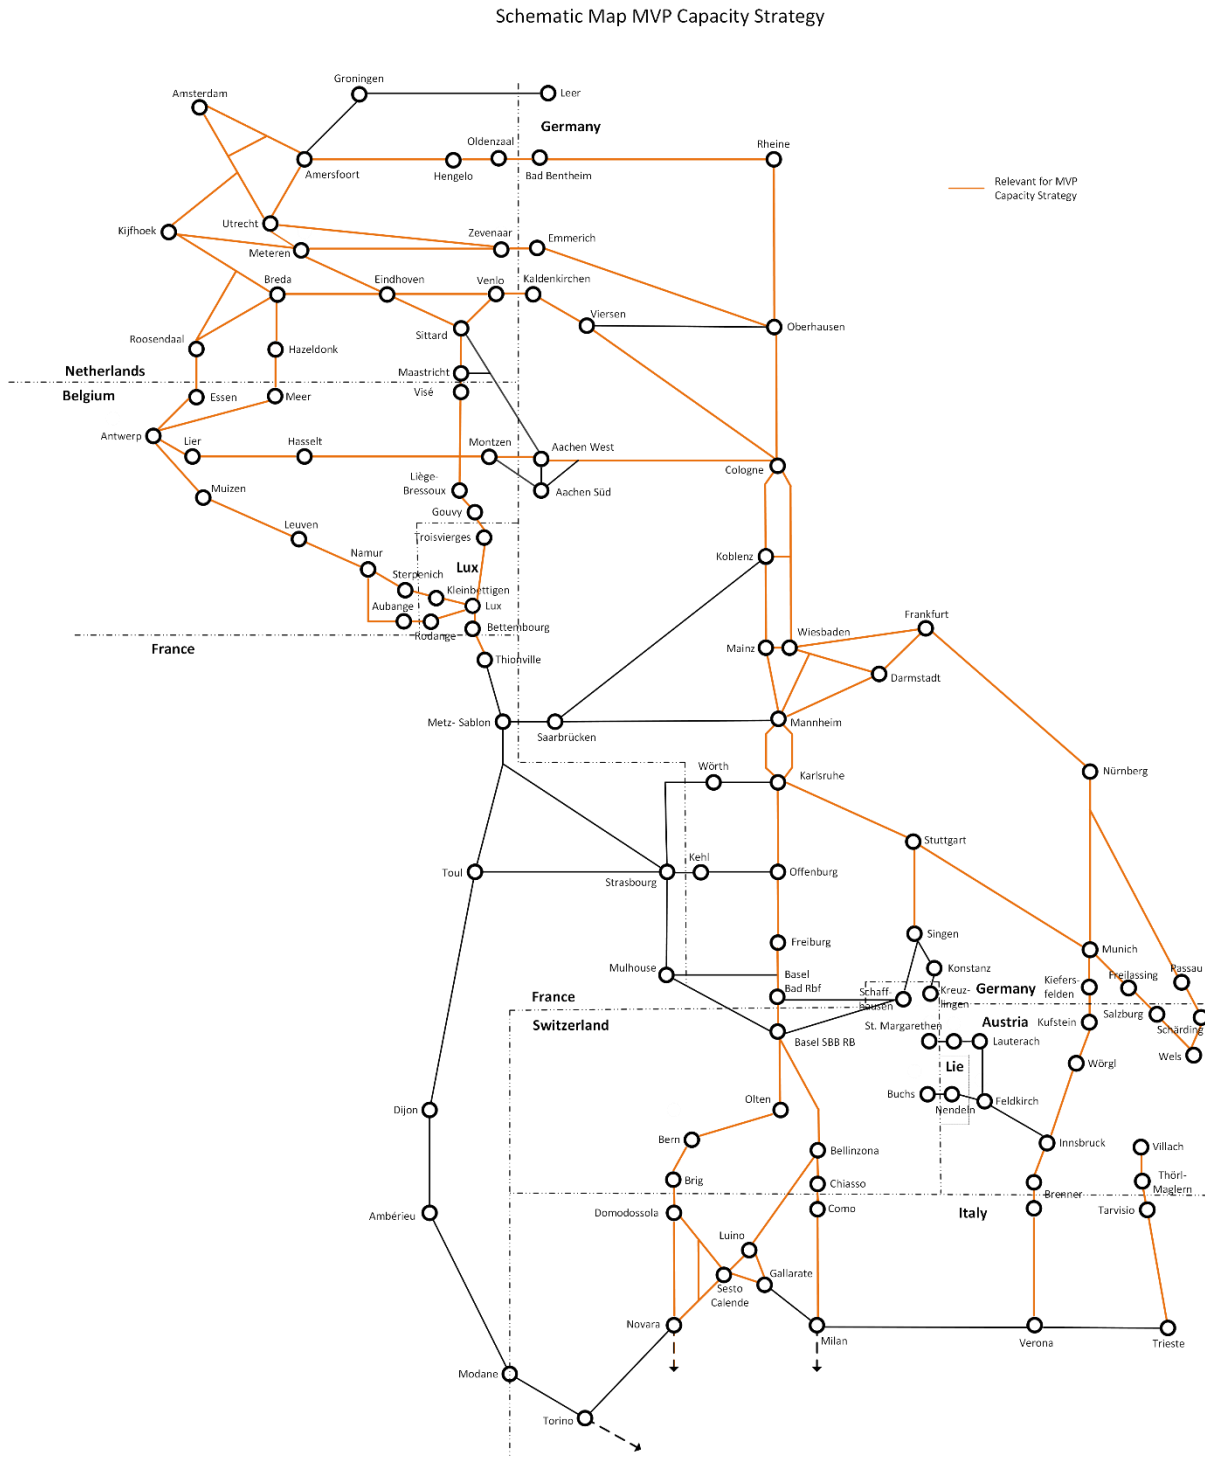 Schematic Map MVP Capacity Strategy
Groningen
Amsterdam
Leer
Germany
Oldenzaal
Rheine
Amersfoort
Hengelo
Bad Bentheim
Relevant for MVP
Capacity Strategy
Kijfhoek
Utrecht
Zevenaar
Emmerich
Meteren
Breda
Eindhoven
Venlo
Kaldenkirchen
Viersen
Oberhausen
Sittard
Roosendaal
Hazeldonk
Netherlands
Maastricht
Belgium
Essen
Meer
Visé
Antwerp
Lier
Hasselt
Montzen
Aachen West
Cologne
Muizen
Liège-
Bressoux
Aachen Süd
Gouvy
Leuven
Troisvierges
Namur
Koblenz
Lux
Sterpenich
Kleinbettigen
Aubange
Lux
Frankfurt
Rodange
Bettembourg
Wiesbaden
France
Mainz
Thionville
Darmstadt
Metz- Sablon
Saarbrücken
Mannheim
Wörth
Karlsruhe
Nürnberg
Stuttgart
Kehl
Toul
Strasbourg
Offenburg
Singen
Freiburg
Munich
Mulhouse
Basel
Bad Rbf
Konstanz
Kiefers-
felden
Freilassing
Passau
Schaff-
hausen
Kreuz-
lingen
Germany
France
Switzerland
St. Margarethen
Austria
Kufstein
Salzburg
Schärding
Basel SBB RB
Lauterach
Wels
Lie
Wörgl
Buchs
Nendeln
Feldkirch
Olten
Dijon
Bern
Bellinzona
Innsbruck
Villach
Brig
Chiasso
Thörl-
Maglern
Brenner
Ambérieu
Domodossola
Como
Italy
Tarvisio
Luino
Gallarate
Sesto
Calende
Novara
Milan
Verona
Trieste
Modane
Torino